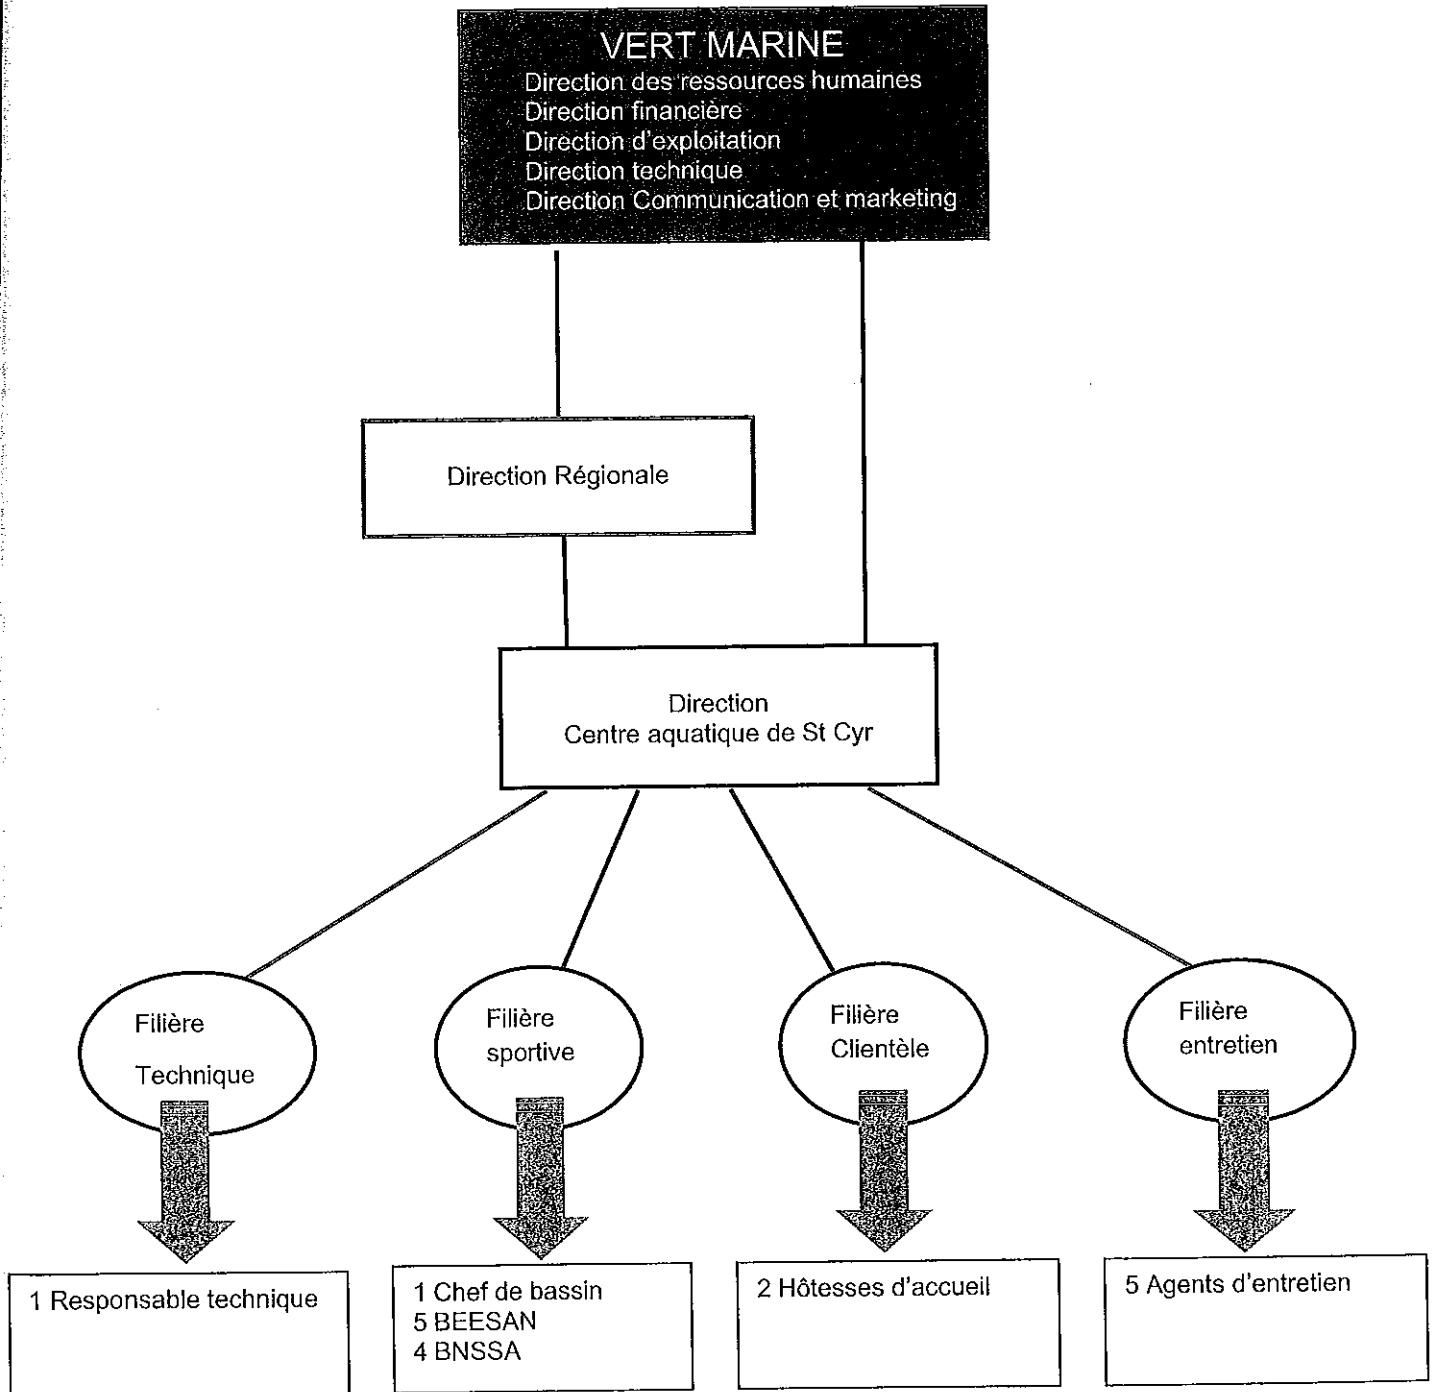 VERT MARINE
Direction des ressources humaines
Direction financière
Direction d'exploitation
Direction technique
Direction Communication et marketing
Direction Régionale
Direction
Centre aquatique de St Cyr
Filière
Technique
Filière
sportive
Filière
Clientèle
Filière
entretien
1 Responsable technique
1 Chef de bassin
5 BEESAN
4 BNSSA
2 Hôtesses d'accueil
5 Agents d'entretien